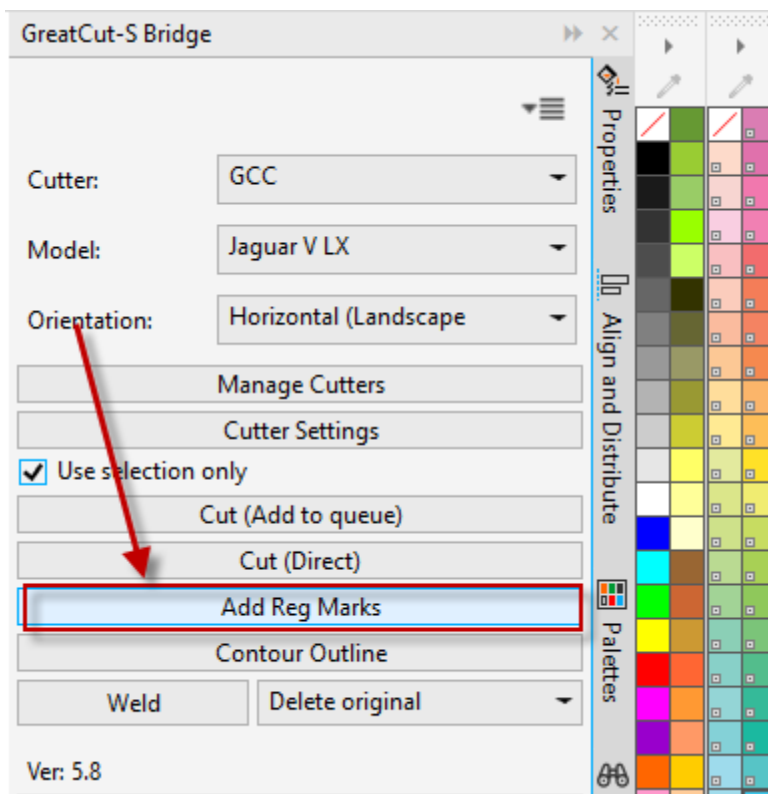 GreatCut-S Bridge
Cutter:
GCC
Model:
Jaguar V LX
Orientation:
Horizontal (Landscape
Manage Cutters
Cutter Settings
Use selection only
Cut (Add to queue)
Cut (Direct)
Add Reg Marks
Contour Outline
Weld
Delete original
Ver: 5.8
Properties
Align and Distribute
Palettes